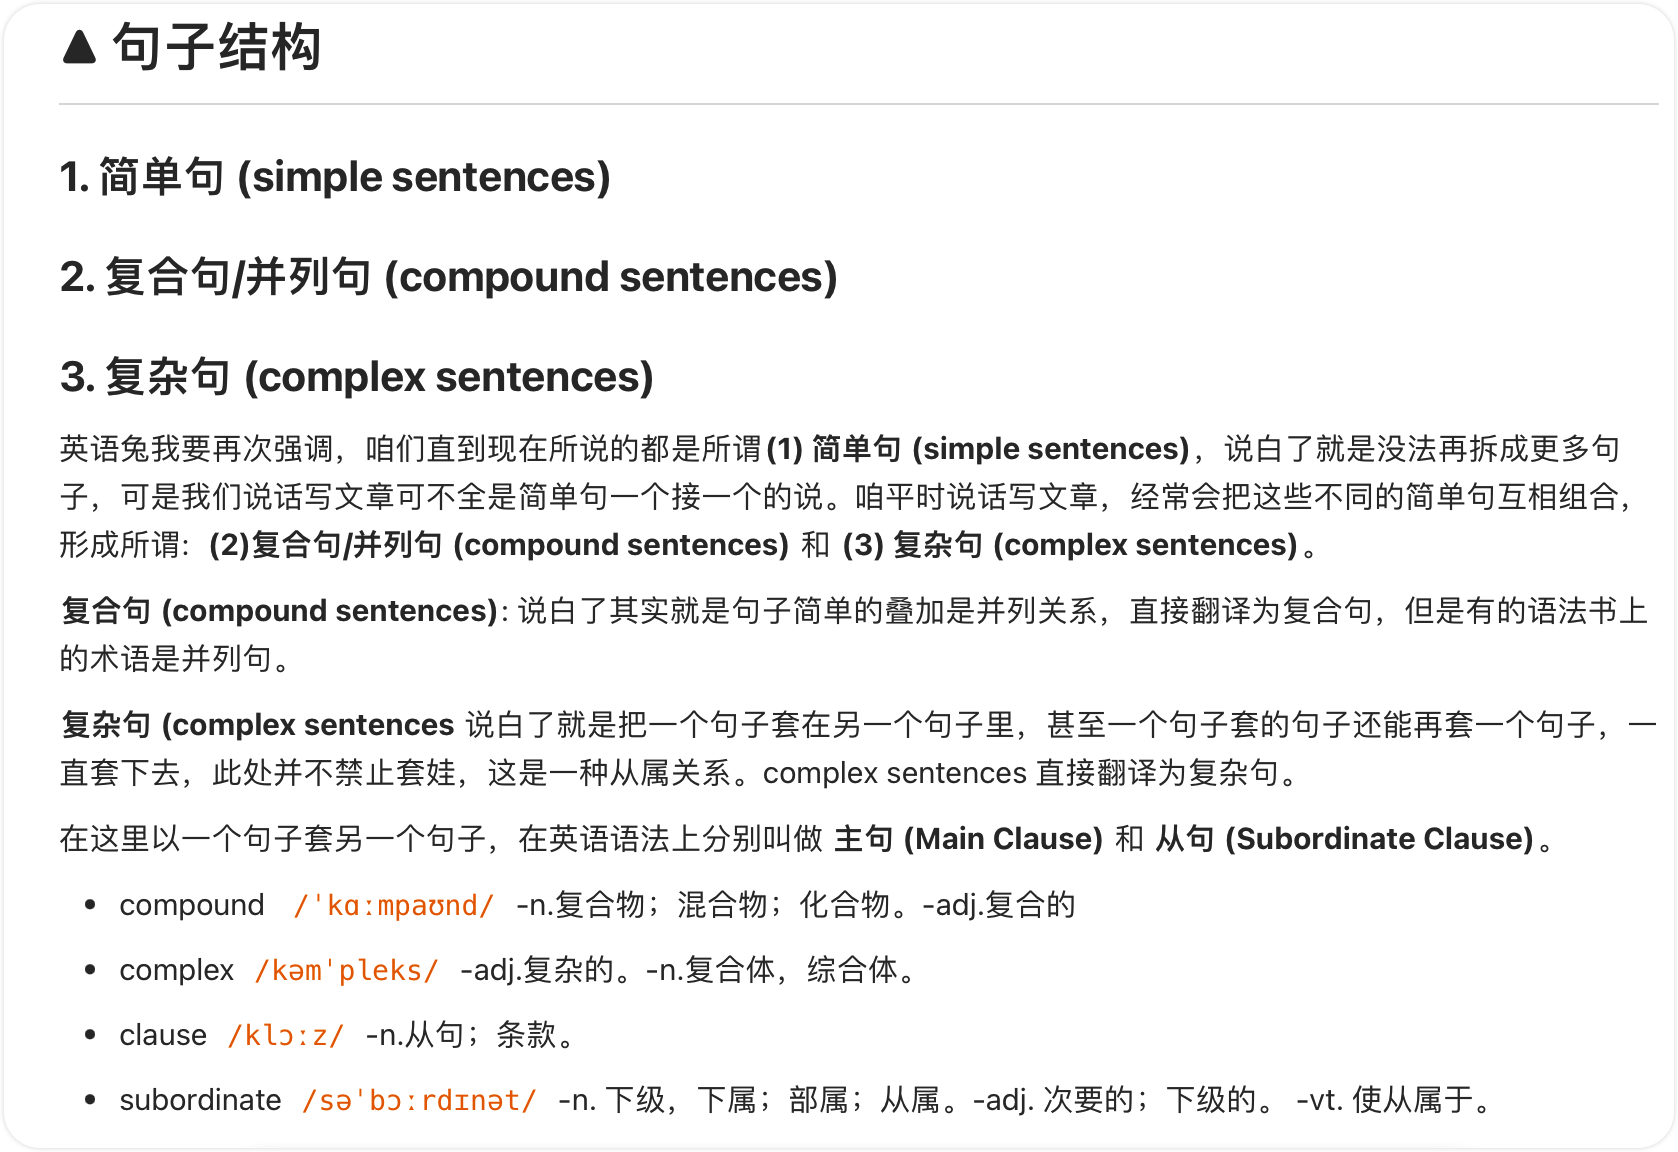 ▲ 句子结构
1. 简单句 (simple sentences)
2. 复合句/并列句 (compound sentences)
3. 复杂句 (complex sentences)
英语兔我要再次强调，咱们直到现在所说的都是所谓(1) 简单句 (simple sentences)，说白了就是没法再拆成更多句
子，可是我们说话写文章可不全是简单句一个接一个的说。咱平时说话写文章，经常会把这些不同的简单句互相组合，
形成所谓：(2)复合句/并列句 (compound sentences) 和 (3) 复杂句 (complex sentences)。
复合句 (compound sentences): 说白了其实就是句子简单的叠加是并列关系，直接翻译为复合句，但是有的语法书上
的术语是并列句。
复杂句 (complex sentences 说白了就是把一个句子套在另一个句子里，甚至一个句子套的句子还能再套一个句子，一
直套下去，此处并不禁止套娃，这是一种从属关系。complex sentences 直接翻译为复杂句。
在这里以一个句子套另一个句子，在英语语法上分别叫做 主句 (Main Clause) 和 从句 (Subordinate Clause)。
• compound /ˈkɑːmpaʊnd/ -n.复合物；混合物；化合物。-adj.复合的
• complex /kəmˈpleks/ -adj.复杂的。-n.复合体，综合体。
• clause /klɔːz/ -n.从句；条款。
• subordinate /səˈbɔːrdɪnət/ -n. 下级，下属；部属；从属。-adj. 次要的；下级的。 -vt. 使从属于。